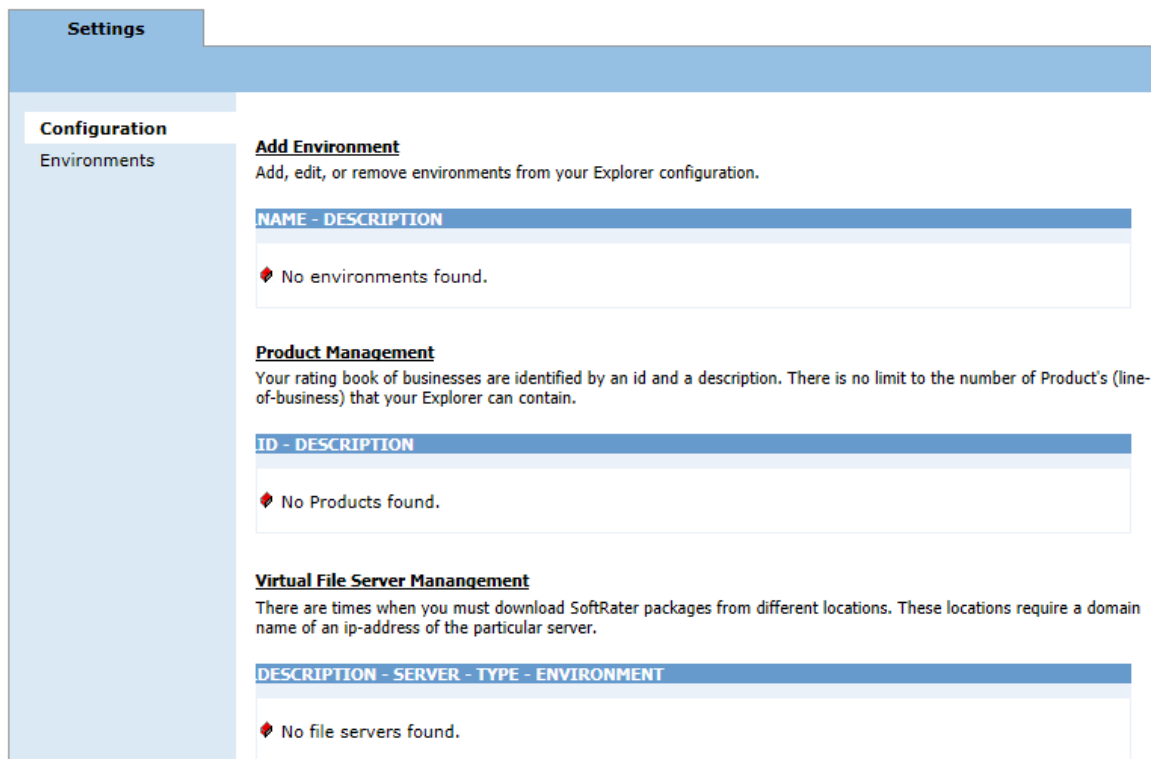 Settings
Configuration
Environments
Add Environment
Add, edit, or remove environments from your Explorer configuration.
.NAME - DESCRIPTION
No environments found.
Product Management
Your rating book of businesses are identified by an id and a description. There is no limit to the number of Product's (line-
of-business) that your Explorer can contain.
.ID - DESCRIPTION
No Products found.
Virtual File Server Manangement
There are times when you must download SoftRater packages from different locations. These locations require a domain
name of an ip-address of the particular server.
.DESCRIPTION - SERVER - TYPE - ENVIRONMENT
No file servers found.